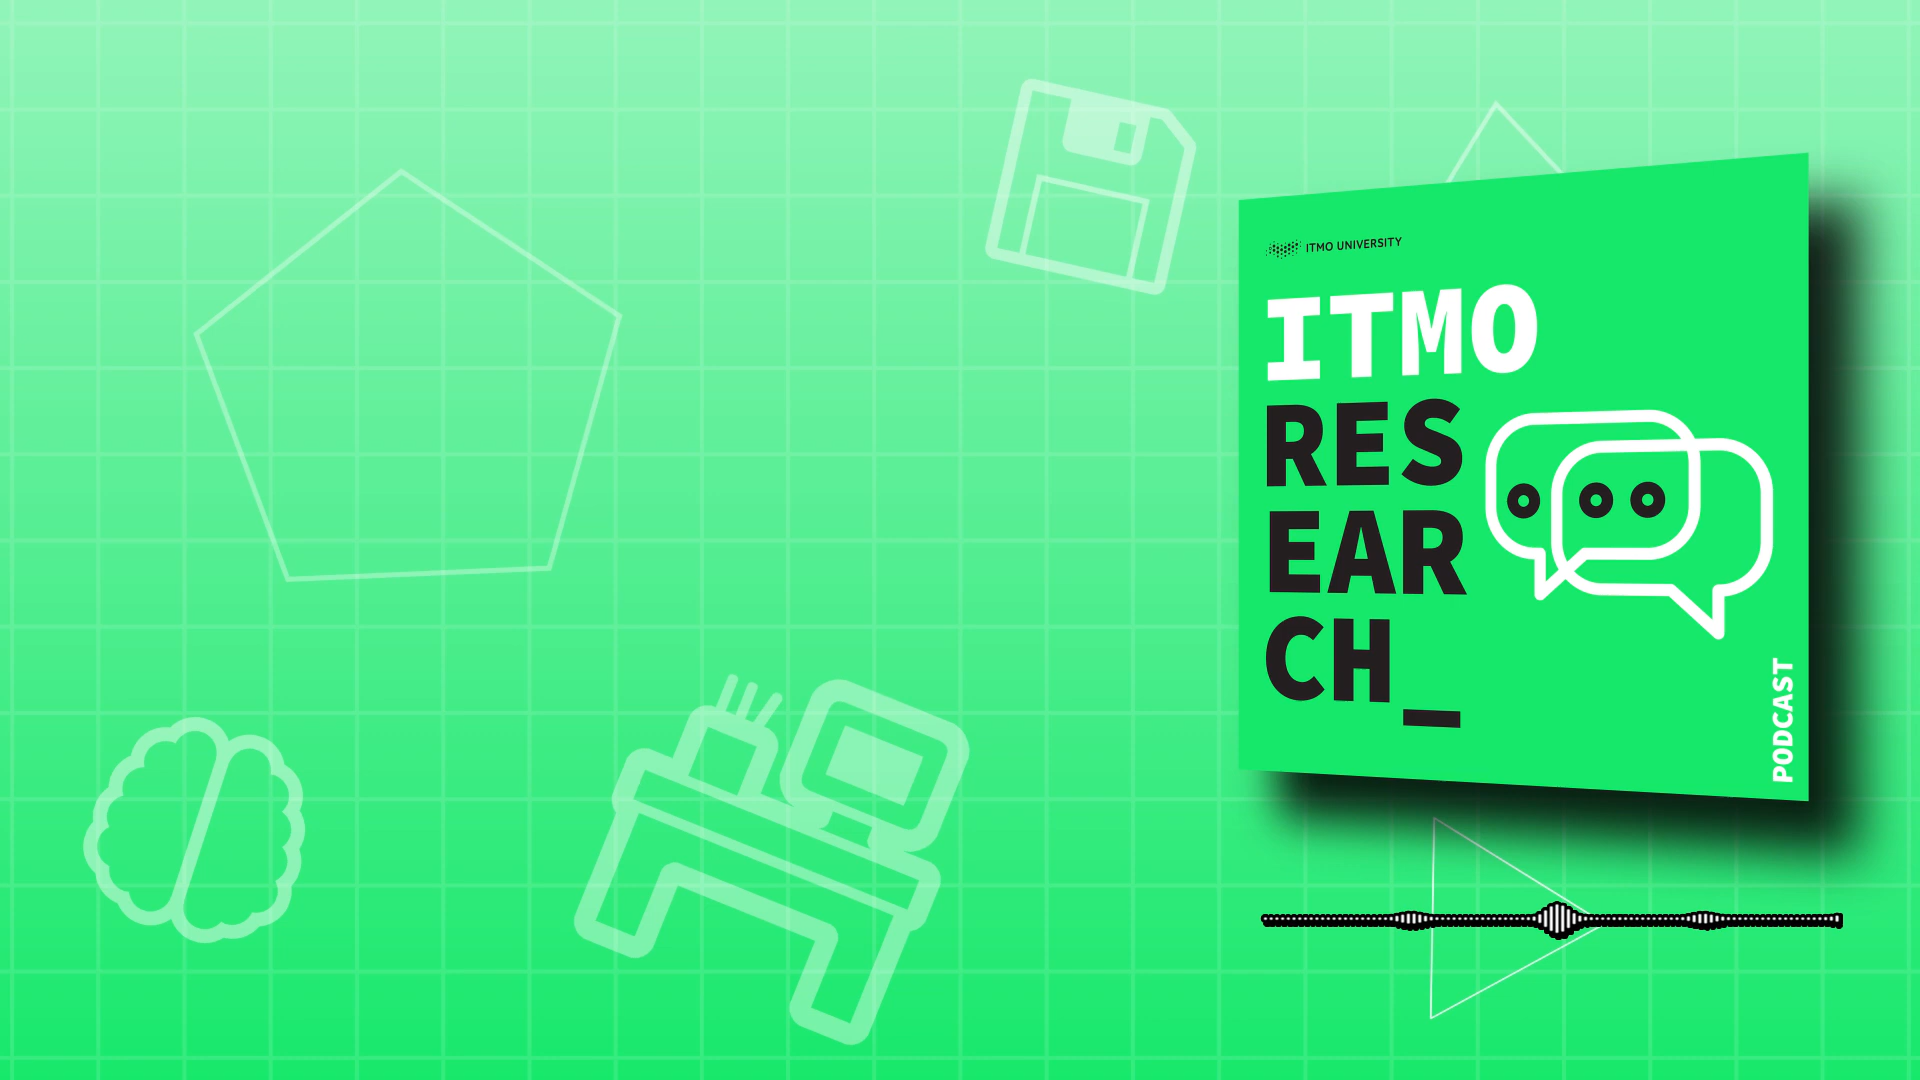 ITMO UNIVERSITY
ITMO
RES
EAR
CH_
PODCAST